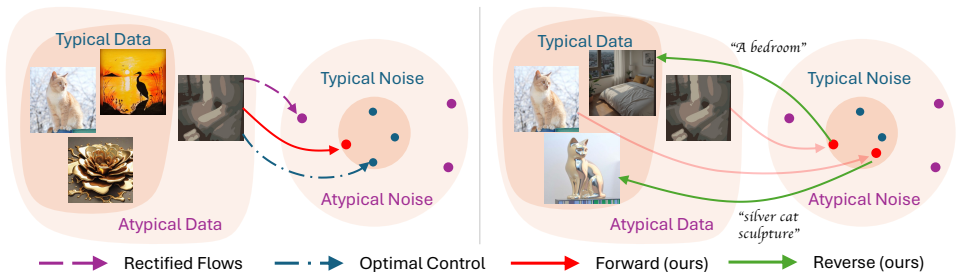 Typical Data
Typical Noise
Atypical Noise
Atypical Data
Typical Data
"A bedroom"
Typical Noise
Atypical Noise
Atypical Data
"silver cat
sculpture"
Rectified Flows
Optimal Control
Forward (ours)
Reverse (ours)